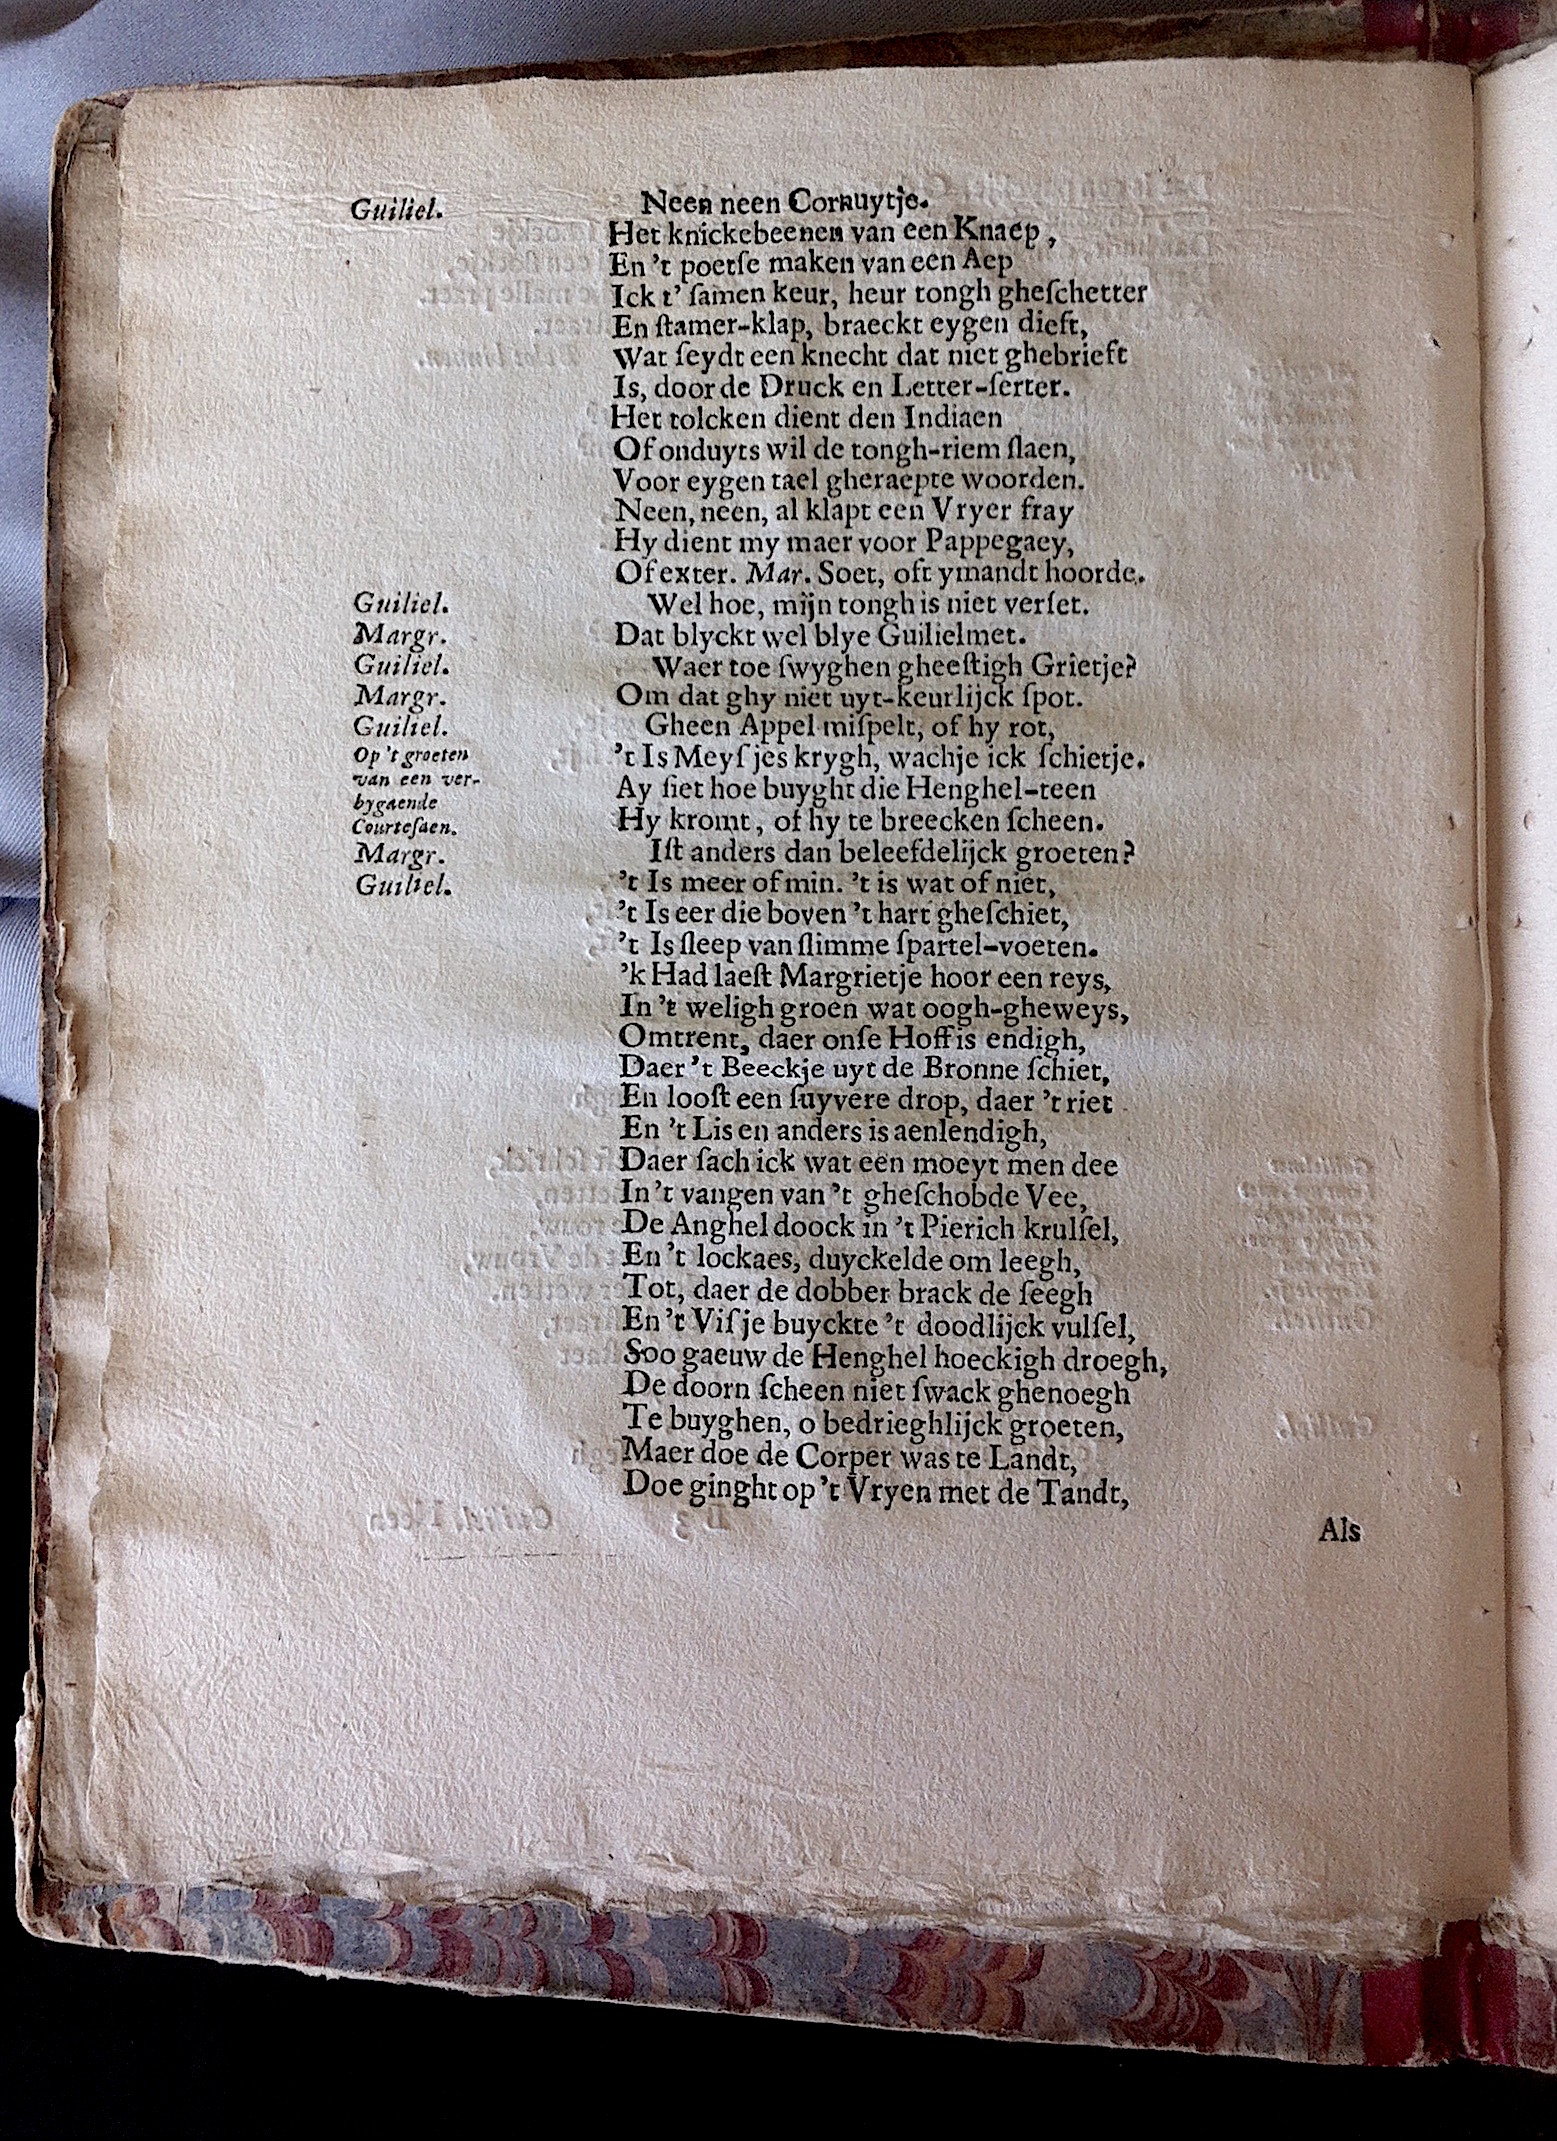 Guiliel. Neen neen Cornuytje.
Het knickebeenen van een Knaep,
En 't poetſe maken van een Aep
Ick t' ſamen keur, heur tongh gheſchetter
En ſtamer-klap, braeckt eygen dieft,
Wat ſeydt een knecht dat niet ghebrieft
Is, door de Druck en Letter-ſetter.
Het tolcken dient den Indiaen
Of onduyts wil de tongh-riem ſlaen,
Voor eygen tael gheraepte woorden.
Neen, neen, al klapt een Vryer fray
Hy dient my maer voor Pappegaey,
Of exter. Mar. Soet, oft ymandt hoorde.
Guiliel. Wel hoe, mijn tongh is niet verſet.
Margr. Dat blyckt wel blye Guilielmet.
Guiliel. Waer toe ſwyghen gheeſtigh Grietje?
Margr. Om dat ghy niet uyt-keurlijck ſpot.
Guiliel. Gheen Appel miſpelt, of hy rot,
Op 't groeten 't Is Meyſjes krygh, wachje ick ſchietje.
van een ver-
Ay ſiet hoe buyght die Henghel-teen
bygaende
Hy kromt, of hy te breecken ſcheen.
Courteſaen.
Margr. Iſt anders dan beleefdelijck groeten?
Guiliel. 't Is meer of min. 't is wat of niet,
't Is eer die boven 't hart gheſchiet,
't Is ſleep van ſlimme ſpartel-voeten.
'k Had laeſt Margrietje hoor een reys,
In 't weligh groen wat oogh-gheweys,
Omtrent, daer onſe Hoff is endigh,
Daer 't Beeckje uyt de Bronne ſchiet,
En looſt een ſuyvere drop, daer 't riet
En 't Lis en anders is aenlendigh,
Daer ſach ick wat een moeyt men dee
In 't vangen van 't gheſchobde Vee,
De Anghel doock in 't Pierich krulſel,
En 't lockaes, duyckelde om leegh,
Tot, daer de dobber brack de ſeegh
En 't Viſje buyckte 't doodlijck vulſel,
Soo gaeuw de Henghel hoeckigh droegh,
De doorn ſcheen niet ſwack ghenoegh
Te buyghen, o bedrieghlijck groeten,
Maer doe de Corper was te Landt,
Doe ginght op 't Vryen met de Tandt,
Als